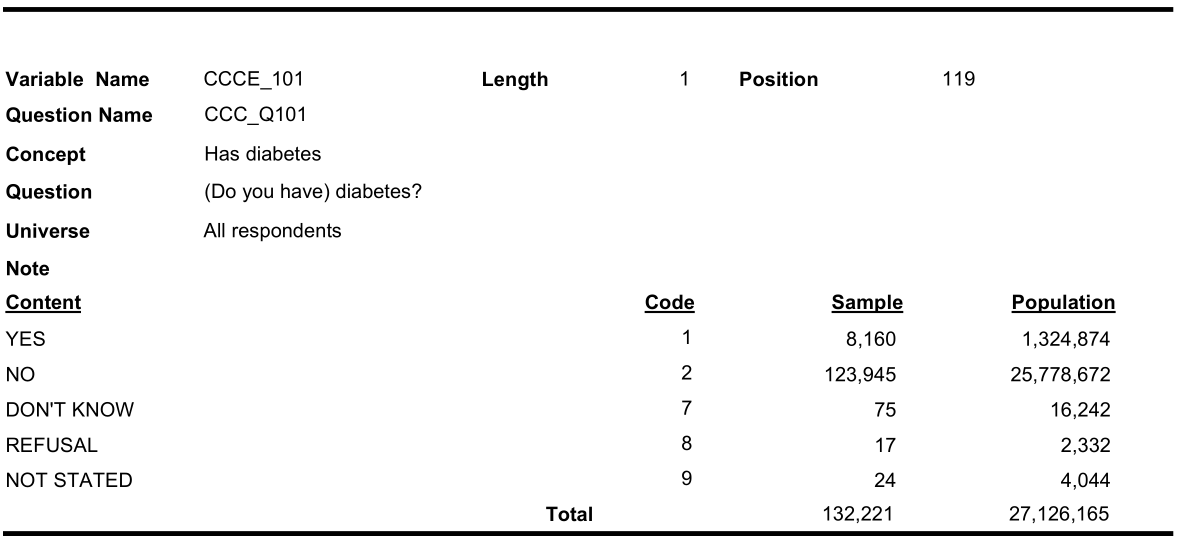 Variable Name CCCE_101 Length 1 Position 119
Question Name CCC_Q101
Concept Has diabetes
Question (Do you have) diabetes?
Universe All respondents
Note
Content Code Sample Population
YES 1 8,160 1,324,874
NO 2 123,945 25,778,672
DON'T KNOW 7 75 16,242
REFUSAL 8 17 2,332
NOT STATED 9 24 4,044
Total 132,221 27,126,165